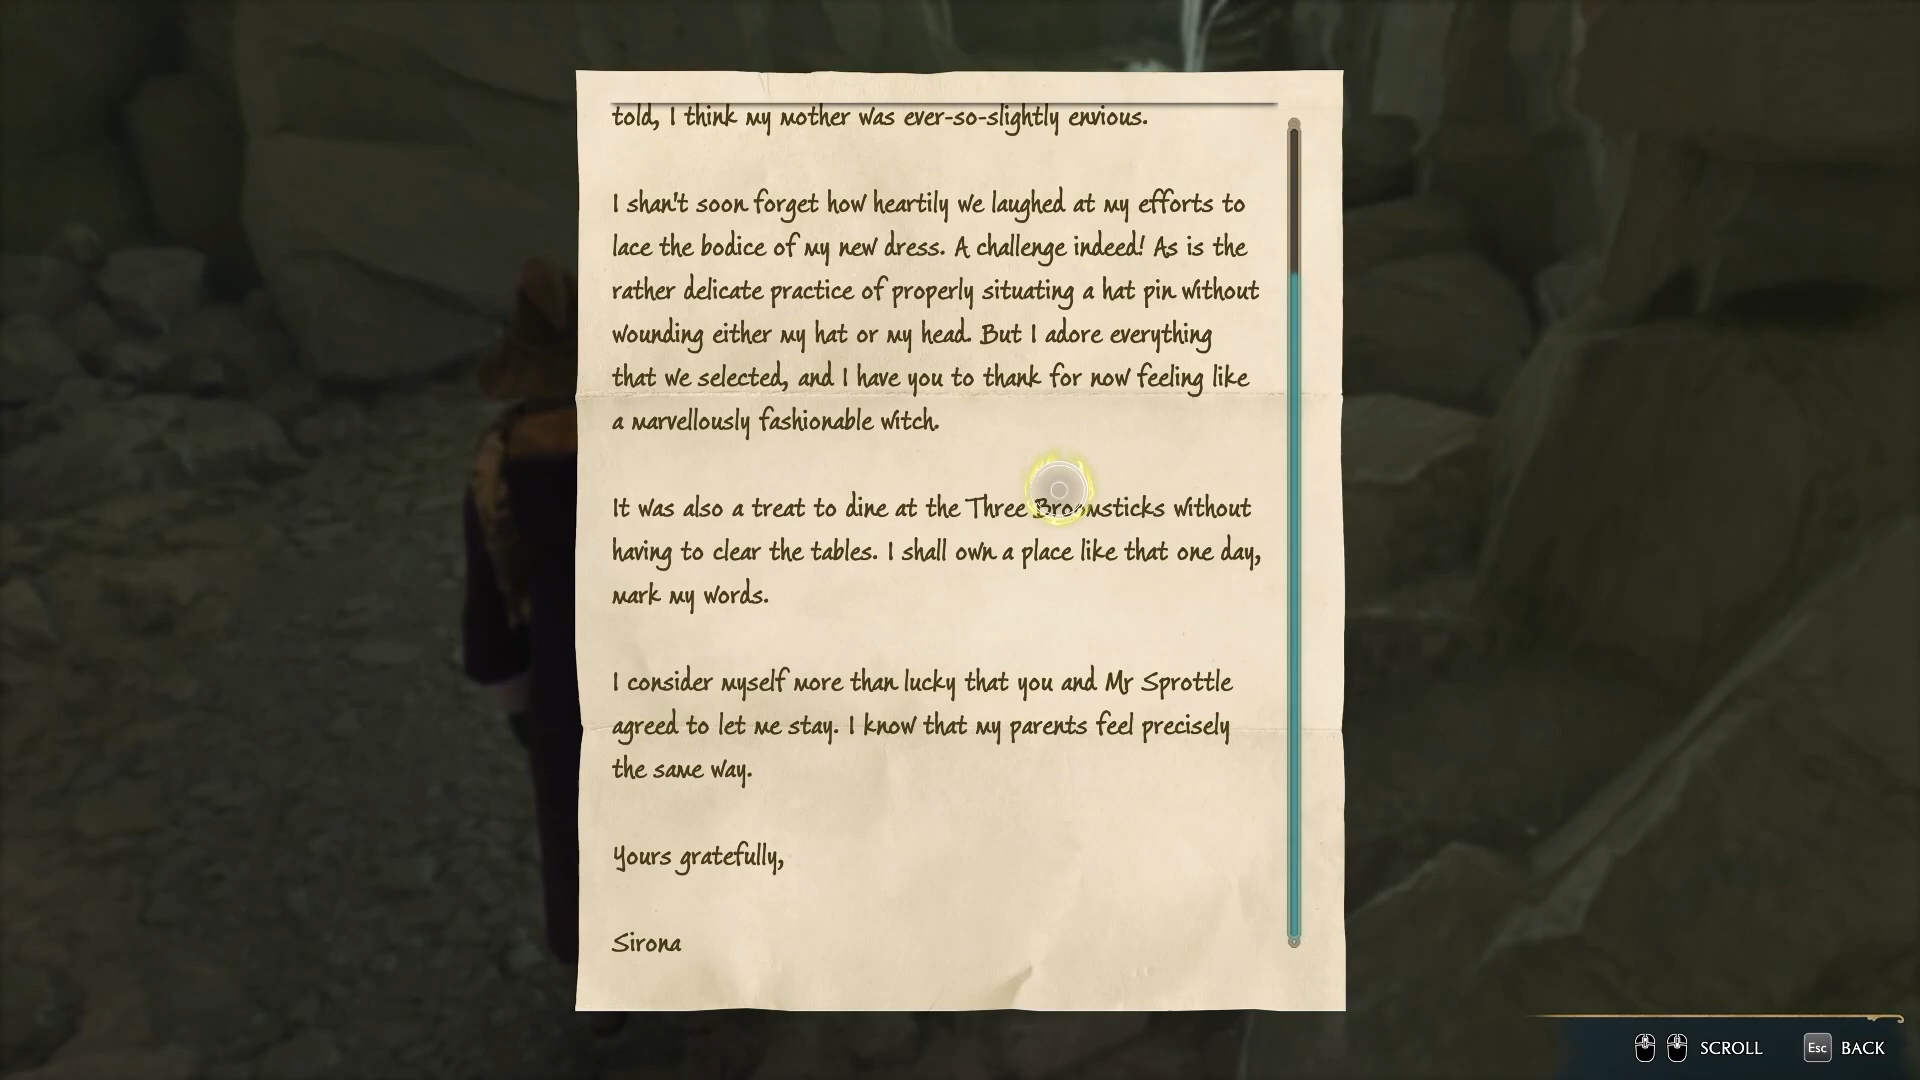 told, I think my mother was ever-so-slightly envious.
I shan't soon forget how heartily we laughed at my efforts to
lace the bodice of my new dress. A challenge indeed! As is the
rather delicate practice of properly situating a hat pin without
wounding either my hat or my head. But I adore everything
that we selected, and I have you to thank for now feeling like
a marvellously fashionable witch.
It was also a treat to dine at the Three Broomsticks without
having to clear the tables. I shall own a place like that one day,
mark my words.
I consider myself more than lucky that you and Mr Sprottle
agreed to let me stay. I know that my parents feel precisely
the same way.
Yours gratefully,
Sirona
SCROLL Esc BACK